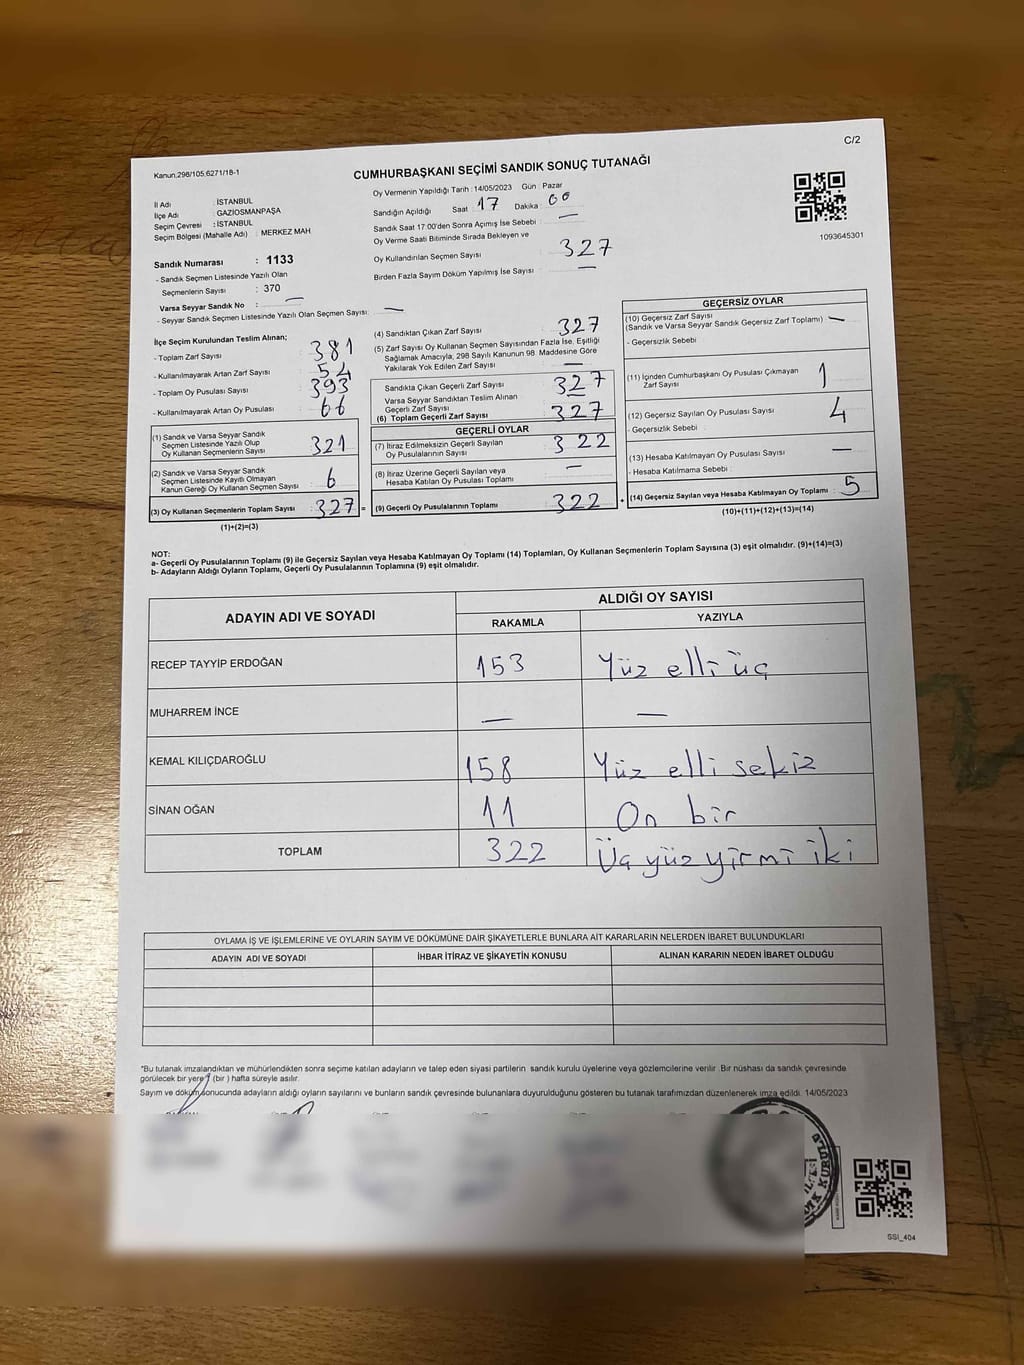 C/2
Kanun,298/105.6271/18-1
CUMHURBAŞKANI SEÇİMİ SANDIK SONUÇ TUTANAĞI
İl Adı : İSTANBUL
İlçe Adı : GAZİOSMANPAŞA
Seçim Çevresi : İSTANBUL
Seçim Bölgesi (Mahalle Adı) : MERKEZ MAH
Sandık Numarası : 1133
- Sandık Seçmen Listesinde Yazılı Olan
Seçmenlerin Sayısı : 370
Varsa Seyyar Sandık No : —
- Seyyar Sandık Seçmen Listesinde Yazılı Olan Seçmen Sayısı: —
Oy Vermenin Yapıldığı Tarih : 14/05/2023 Gün : Pazar
Sandığın Açıldığı Saat : 17 Dakika : 00
Sandık Saat 17.00'den Sonra Açımış İse Sebebi : —
Oy Verme Saati Bitiminde Sırada Bekleyen ve
Oy Kullandırılan Seçmen Sayısı : 327
Birden Fazla Sayım Döküm Yapılmış İse Sayısı : —
1093645301
İlçe Seçim Kurulundan Teslim Alınan;
- Toplam Zarf Sayısı : 381
- Kullanılmayarak Artan Zarf Sayısı : 54
- Toplam Oy Pusulası Sayısı : 393
- Kullanılmayarak Artan Oy Pusulası : 66
(1) Sandık ve Varsa Seyyar Sandık
Seçmen Listesinde Yazılı Olup
Oy Kullanan Seçmenlerin Sayısı : 321
(2) Sandık ve Varsa Seyyar Sandık
Seçmen Listesinde Kayıtlı Olmayan
Kanun Gereği Oy Kullanan Seçmen Sayısı : 6
(3) Oy Kullanan Seçmenlerin Toplam Sayısı : 327 =
(1)+(2)=(3)
(4) Sandıktan Çıkan Zarf Sayısı : 327
(5) Zarf Sayısı Oy Kullanan Seçmen Sayısından Fazla İse, Eşitliği
Sağlamak Amacıyla, 298 Sayılı Kanunun 98. Maddesine Göre
Yakılarak Yok Edilen Zarf Sayısı : —
Sandıkta Çıkan Geçerli Zarf Sayısı : 327
Varsa Seyyar Sandıktan Teslim Alınan
Geçerli Zarf Sayısı : —
(6) Toplam Geçerli Zarf Sayısı : 327
GEÇERLİ OYLAR
(7) İtiraz Edilmeksizin Geçerli Sayılan
Oy Pusulasının Sayısı : 322
(8) İtiraz Üzerine Geçerli Sayılan veya
Hesaba Katılan Oy Pusulası Toplamı : —
(9) Geçerli Oy Pusulalarının Toplamı : 322 +
GEÇERSİZ OYLAR
(10) Geçersiz Zarf Sayısı
(Sandık ve Varsa Seyyar Sandık Geçersiz Zarf Toplamı) : —
- Geçersizlik Sebebi :
(11) İçinden Cumhurbaşkanı Oy Pusulası Çıkmayan
Zarf Sayısı : 1
(12) Geçersiz Sayılan Oy Pusulası Sayısı : 4
- Geçersizlik Sebebi :
(13) Hesaba Katılmayan Oy Pusulası Sayısı : —
- Hesaba Katılmama Sebebi :
(14) Geçersiz Sayılan veya Hesaba Katılmayan Oy Toplamı : 5
(10)+(11)+(12)+(13)=(14)
NOT:
a- Geçerli Oy Pusulalarının Toplamı (9) ile Geçersiz Sayılan veya Hesaba Katılmayan Oy Toplamı (14) Toplamları, Oy Kullanan Seçmenlerin Toplam Sayısına (3) eşit olmalıdır. (9)+(14)=(3)
b- Adayların Aldığı Oyların Toplamı, Geçerli Oy Pusulalarının Toplamına (9) eşit olmalıdır.
ADAYIN ADI VE SOYADI ALDIĞI OY SAYISI
RAKAMLA YAZIYLA
RECEP TAYYİP ERDOĞAN 153 Yüz elli üç
MUHARREM İNCE — —
KEMAL KILIÇDAROĞLU 158 Yüz elli sekiz
SİNAN OĞAN 11 On bir
TOPLAM 322 Üç yüz yirmi iki
OYLAMA İŞ VE İŞLEMLERİNE VE OYLARIN SAYIM VE DÖKÜMÜNE DAİR ŞİKAYETLERLE BUNLARA AİT KARARLARIN NELERDEN İBARET BULUNDUKLARI
ADAYIN ADI VE SOYADI İHBAR İTİRAZ VE ŞİKAYETİN KONUSU ALINAN KARARIN NEDEN İBARET OLDUĞU
*Bu tutanak imzalandıktan ve mühürlendikten sonra seçime katılan adayların ve talep eden siyasi partilerin sandık kurulu üyelerine veya gözlemcilerine verilir. Bir nüshası da sandık çevresinde
görülecek bir yere 1 (bir) hafta süreyle asılır.
Sayım ve döküm sonucunda adayların aldığı oyların sayılarını ve bunların sandık çevresinde bulunanlara duyurulduğunu gösteren bu tutanak tarafımızdan düzenlenerek imza edildi. 14/05/2023
SSI_404